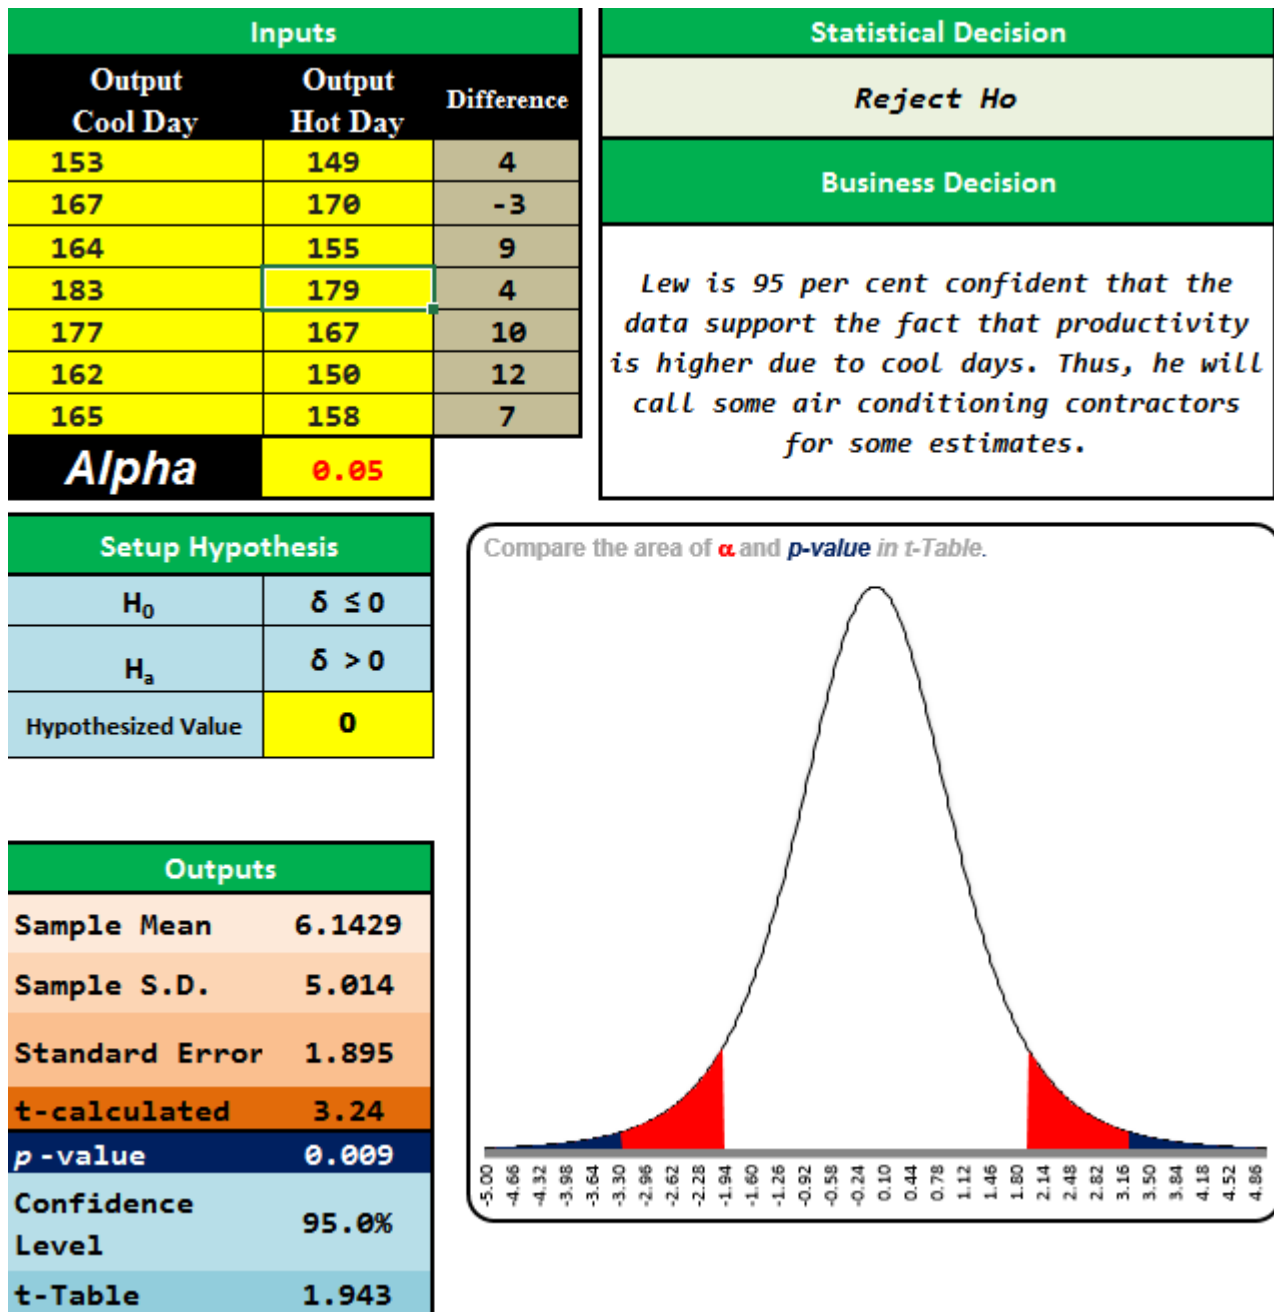 Inputs
Output Cool Day	Output Hot Day	Difference
153	149	4
167	170	-3
164	155	9
183	179	4
177	167	10
162	150	12
165	158	7
Alpha	0.05
Statistical Decision
Reject Ho
Business Decision
Lew is 95 per cent confident that the
data support the fact that productivity
is higher due to cool days. Thus, he will
call some air conditioning contractors
for some estimates.
Setup Hypothesis
H0	δ ≤ 0
Ha	δ > 0
Hypothesized Value	0
Compare the area of α and p-value in t-Table.
-5.00 -4.66 -4.32 -3.98 -3.64 -3.30 -2.96 -2.62 -2.28 -1.94 -1.60 -1.26 -0.92 -0.58 -0.24 0.10 0.44 0.78 1.12 1.46 1.80 2.14 2.48 2.82 3.16 3.50 3.84 4.18 4.52 4.86
Outputs
Sample Mean	6.1429
Sample S.D.	5.014
Standard Error	1.895
t-calculated	3.24
p-value	0.009
Confidence Level	95.0%
t-Table	1.943